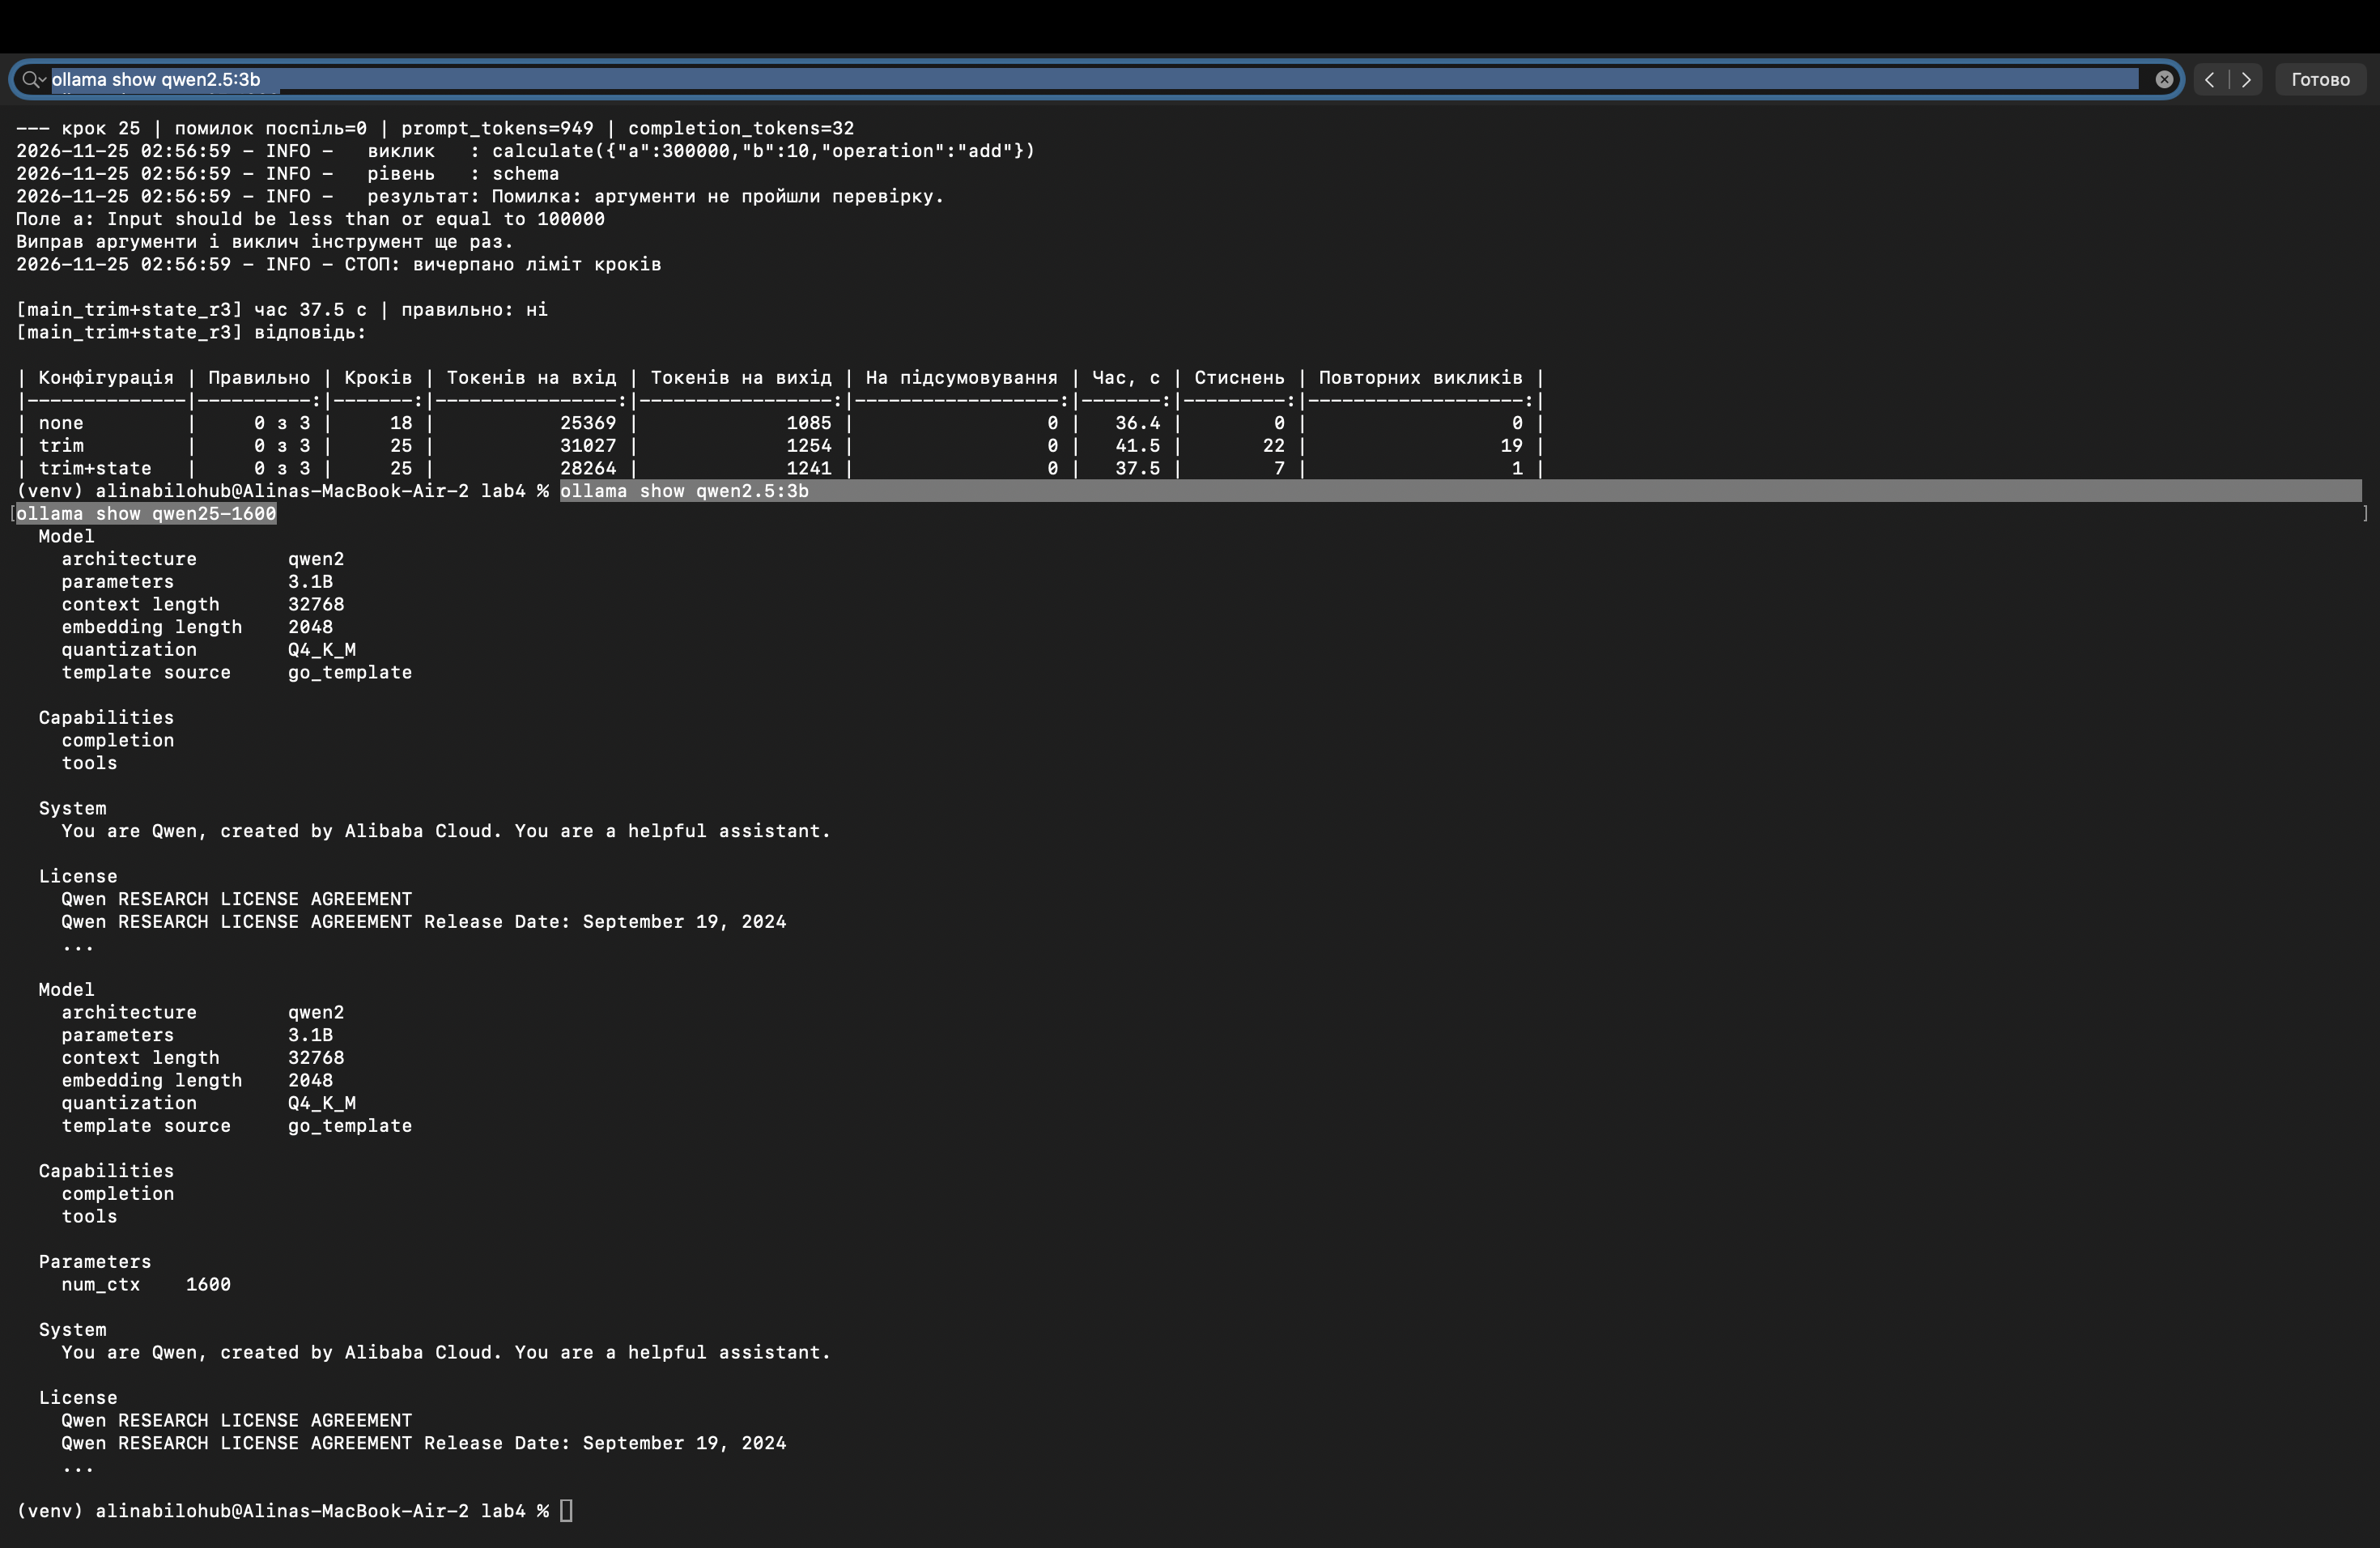 ollama show qwen2.5:3b
Готово
--- крок 25 | помилок поспіль=0 | prompt_tokens=949 | completion_tokens=32
2026-11-25 02:56:59 - INFO -   виклик   : calculate({"a":300000,"b":10,"operation":"add"})
2026-11-25 02:56:59 - INFO -   рівень   : schema
2026-11-25 02:56:59 - INFO -   результат: Помилка: аргументи не пройшли перевірку.
Поле a: Input should be less than or equal to 100000
Виправ аргументи і виклич інструмент ще раз.
2026-11-25 02:56:59 - INFO - СТОП: вичерпано ліміт кроків
[main_trim+state_r3] час 37.5 с | правильно: ні
[main_trim+state_r3] відповідь:
| Конфігурація | Правильно | Кроків | Токенів на вхід | Токенів на вихід | На підсумовування | Час, с | Стиснень | Повторних викликів |
|--------------|----------:|-------:|----------------:|-----------------:|------------------:|-------:|---------:|-------------------:|
| none         |    0 з 3 |     18 |           25369 |             1085 |                 0 |   36.4 |        0 |                  0 |
| trim         |    0 з 3 |     25 |           31027 |             1254 |                 0 |   41.5 |       22 |                 19 |
| trim+state   |    0 з 3 |     25 |           28264 |             1241 |                 0 |   37.5 |        7 |                  1 |
(venv) alinabilohub@Alinas-MacBook-Air-2 lab4 % ollama show qwen2.5:3b
[ollama show qwen25-1600 ]
Model
architecture        qwen2
parameters          3.1B
context length      32768
embedding length    2048
quantization        Q4_K_M
template source     go_template
Capabilities
completion
tools
System
You are Qwen, created by Alibaba Cloud. You are a helpful assistant.
License
Qwen RESEARCH LICENSE AGREEMENT
Qwen RESEARCH LICENSE AGREEMENT Release Date: September 19, 2024
...
Model
architecture        qwen2
parameters          3.1B
context length      32768
embedding length    2048
quantization        Q4_K_M
template source     go_template
Capabilities
completion
tools
Parameters
num_ctx    1600
System
You are Qwen, created by Alibaba Cloud. You are a helpful assistant.
License
Qwen RESEARCH LICENSE AGREEMENT
Qwen RESEARCH LICENSE AGREEMENT Release Date: September 19, 2024
...
(venv) alinabilohub@Alinas-MacBook-Air-2 lab4 %